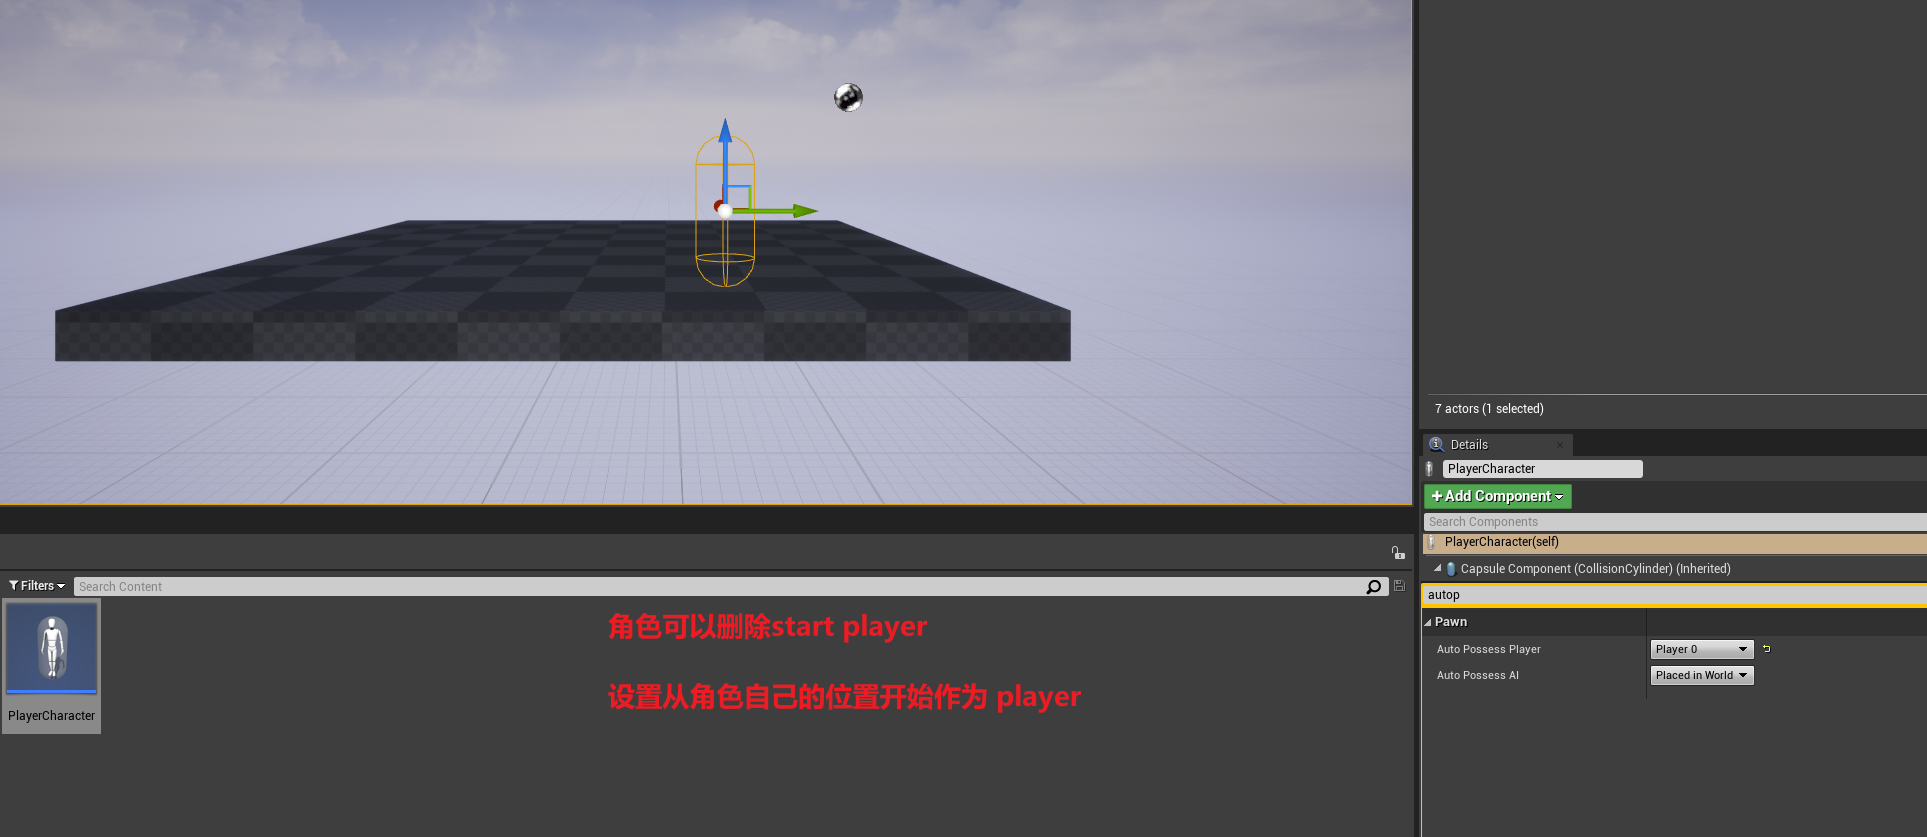 7 actors (1 selected)
Details
PlayerCharacter
Add Component
Search Components
PlayerCharacter(self)
Capsule Component (CollisionCylinder) (Inherited)
autop
Pawn
Auto Possess Player
Player 0
Auto Possess AI
Placed in World
Filters
Search Content
PlayerCharacter
角色可以删除start player
设置从角色自己的位置开始作为 player